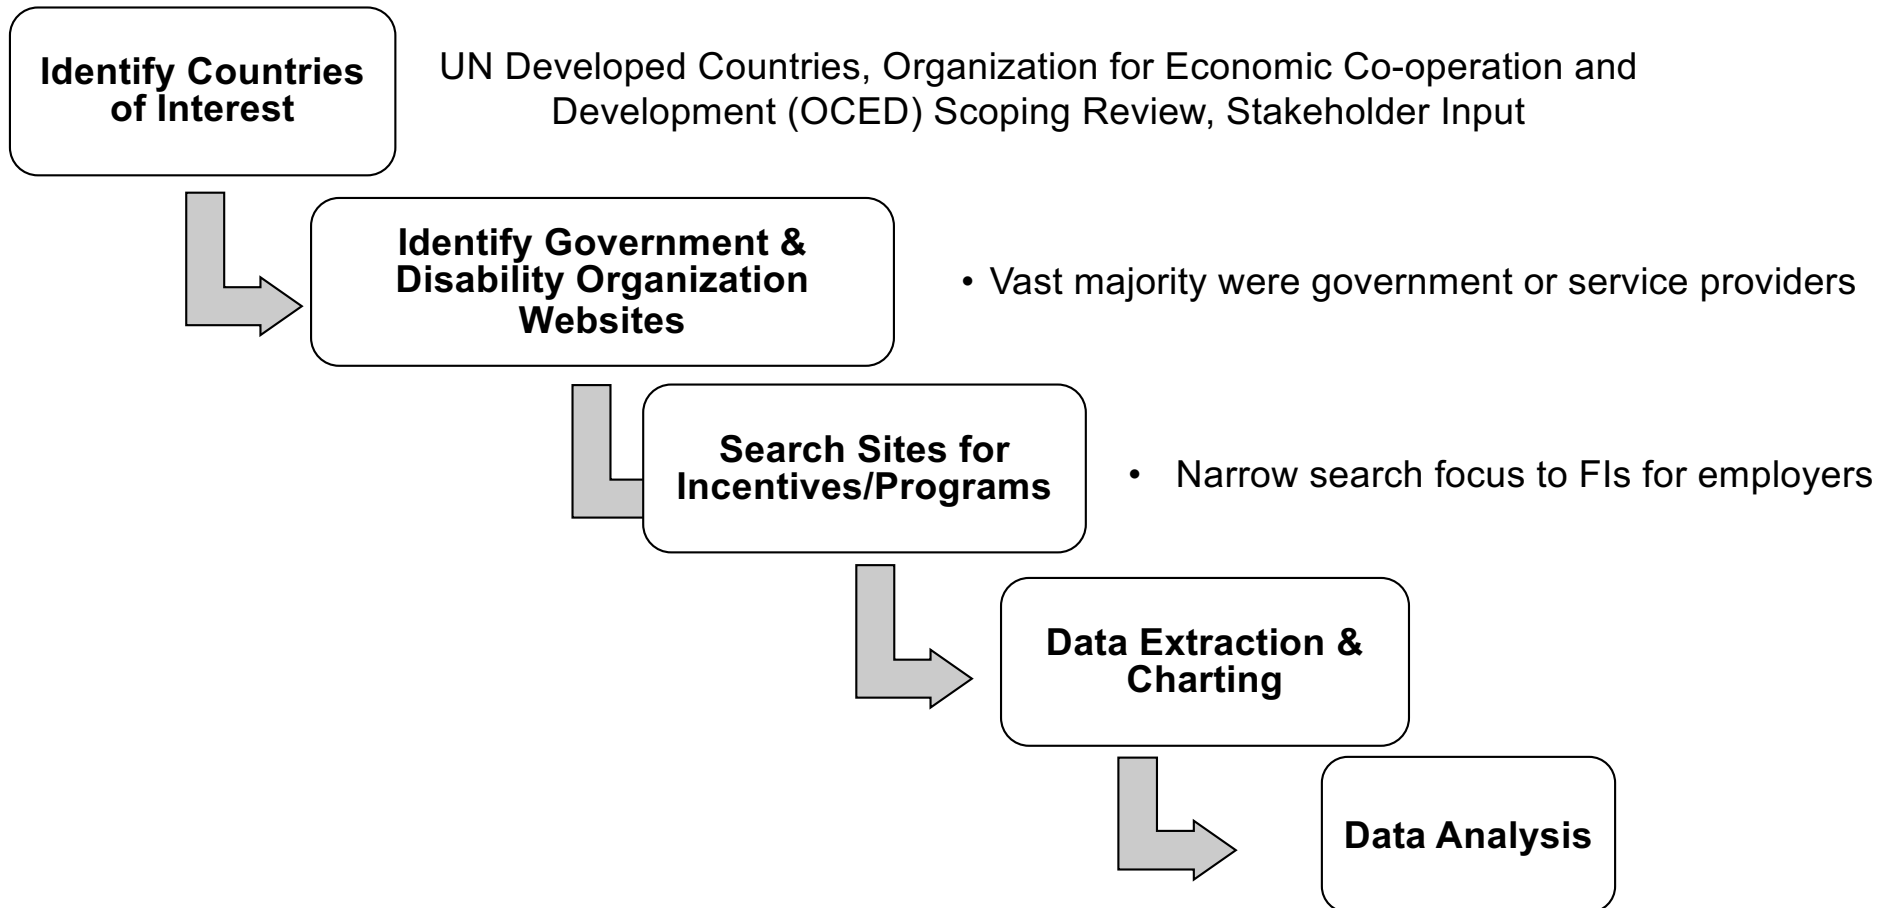 Identify Countries
of Interest
UN Developed Countries, Organization for Economic Co-operation and
Development (OCED) Scoping Review, Stakeholder Input
Identify Government &
Disability Organization
Websites
• Vast majority were government or service providers
Search Sites for
Incentives/Programs
• Narrow search focus to FIs for employers
Data Extraction &
Charting
Data Analysis